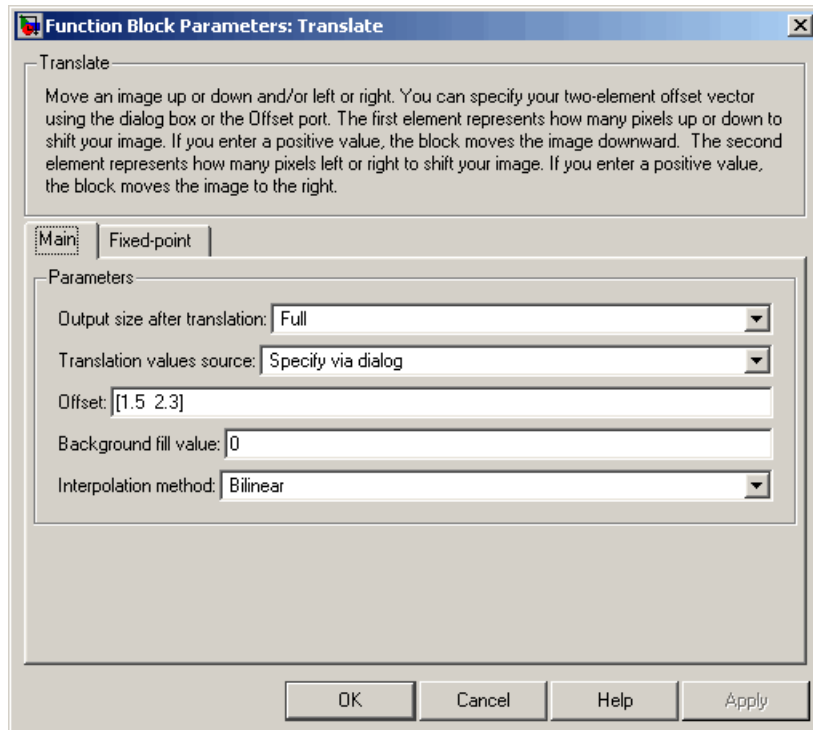 Function Block Parameters: Translate
Translate
Move an image up or down and/or left or right. You can specify your two-element offset vector
using the dialog box or the Offset port. The first element represents how many pixels up or down to
shift your image. If you enter a positive value, the block moves the image downward.  The second
element represents how many pixels left or right to shift your image. If you enter a positive value,
the block moves the image to the right.
Main Fixed-point
Parameters
Output size after translation: Full
Translation values source: Specify via dialog
Offset: [1.5  2.3]
Background fill value: 0
Interpolation method: Bilinear
OK Cancel Help Apply